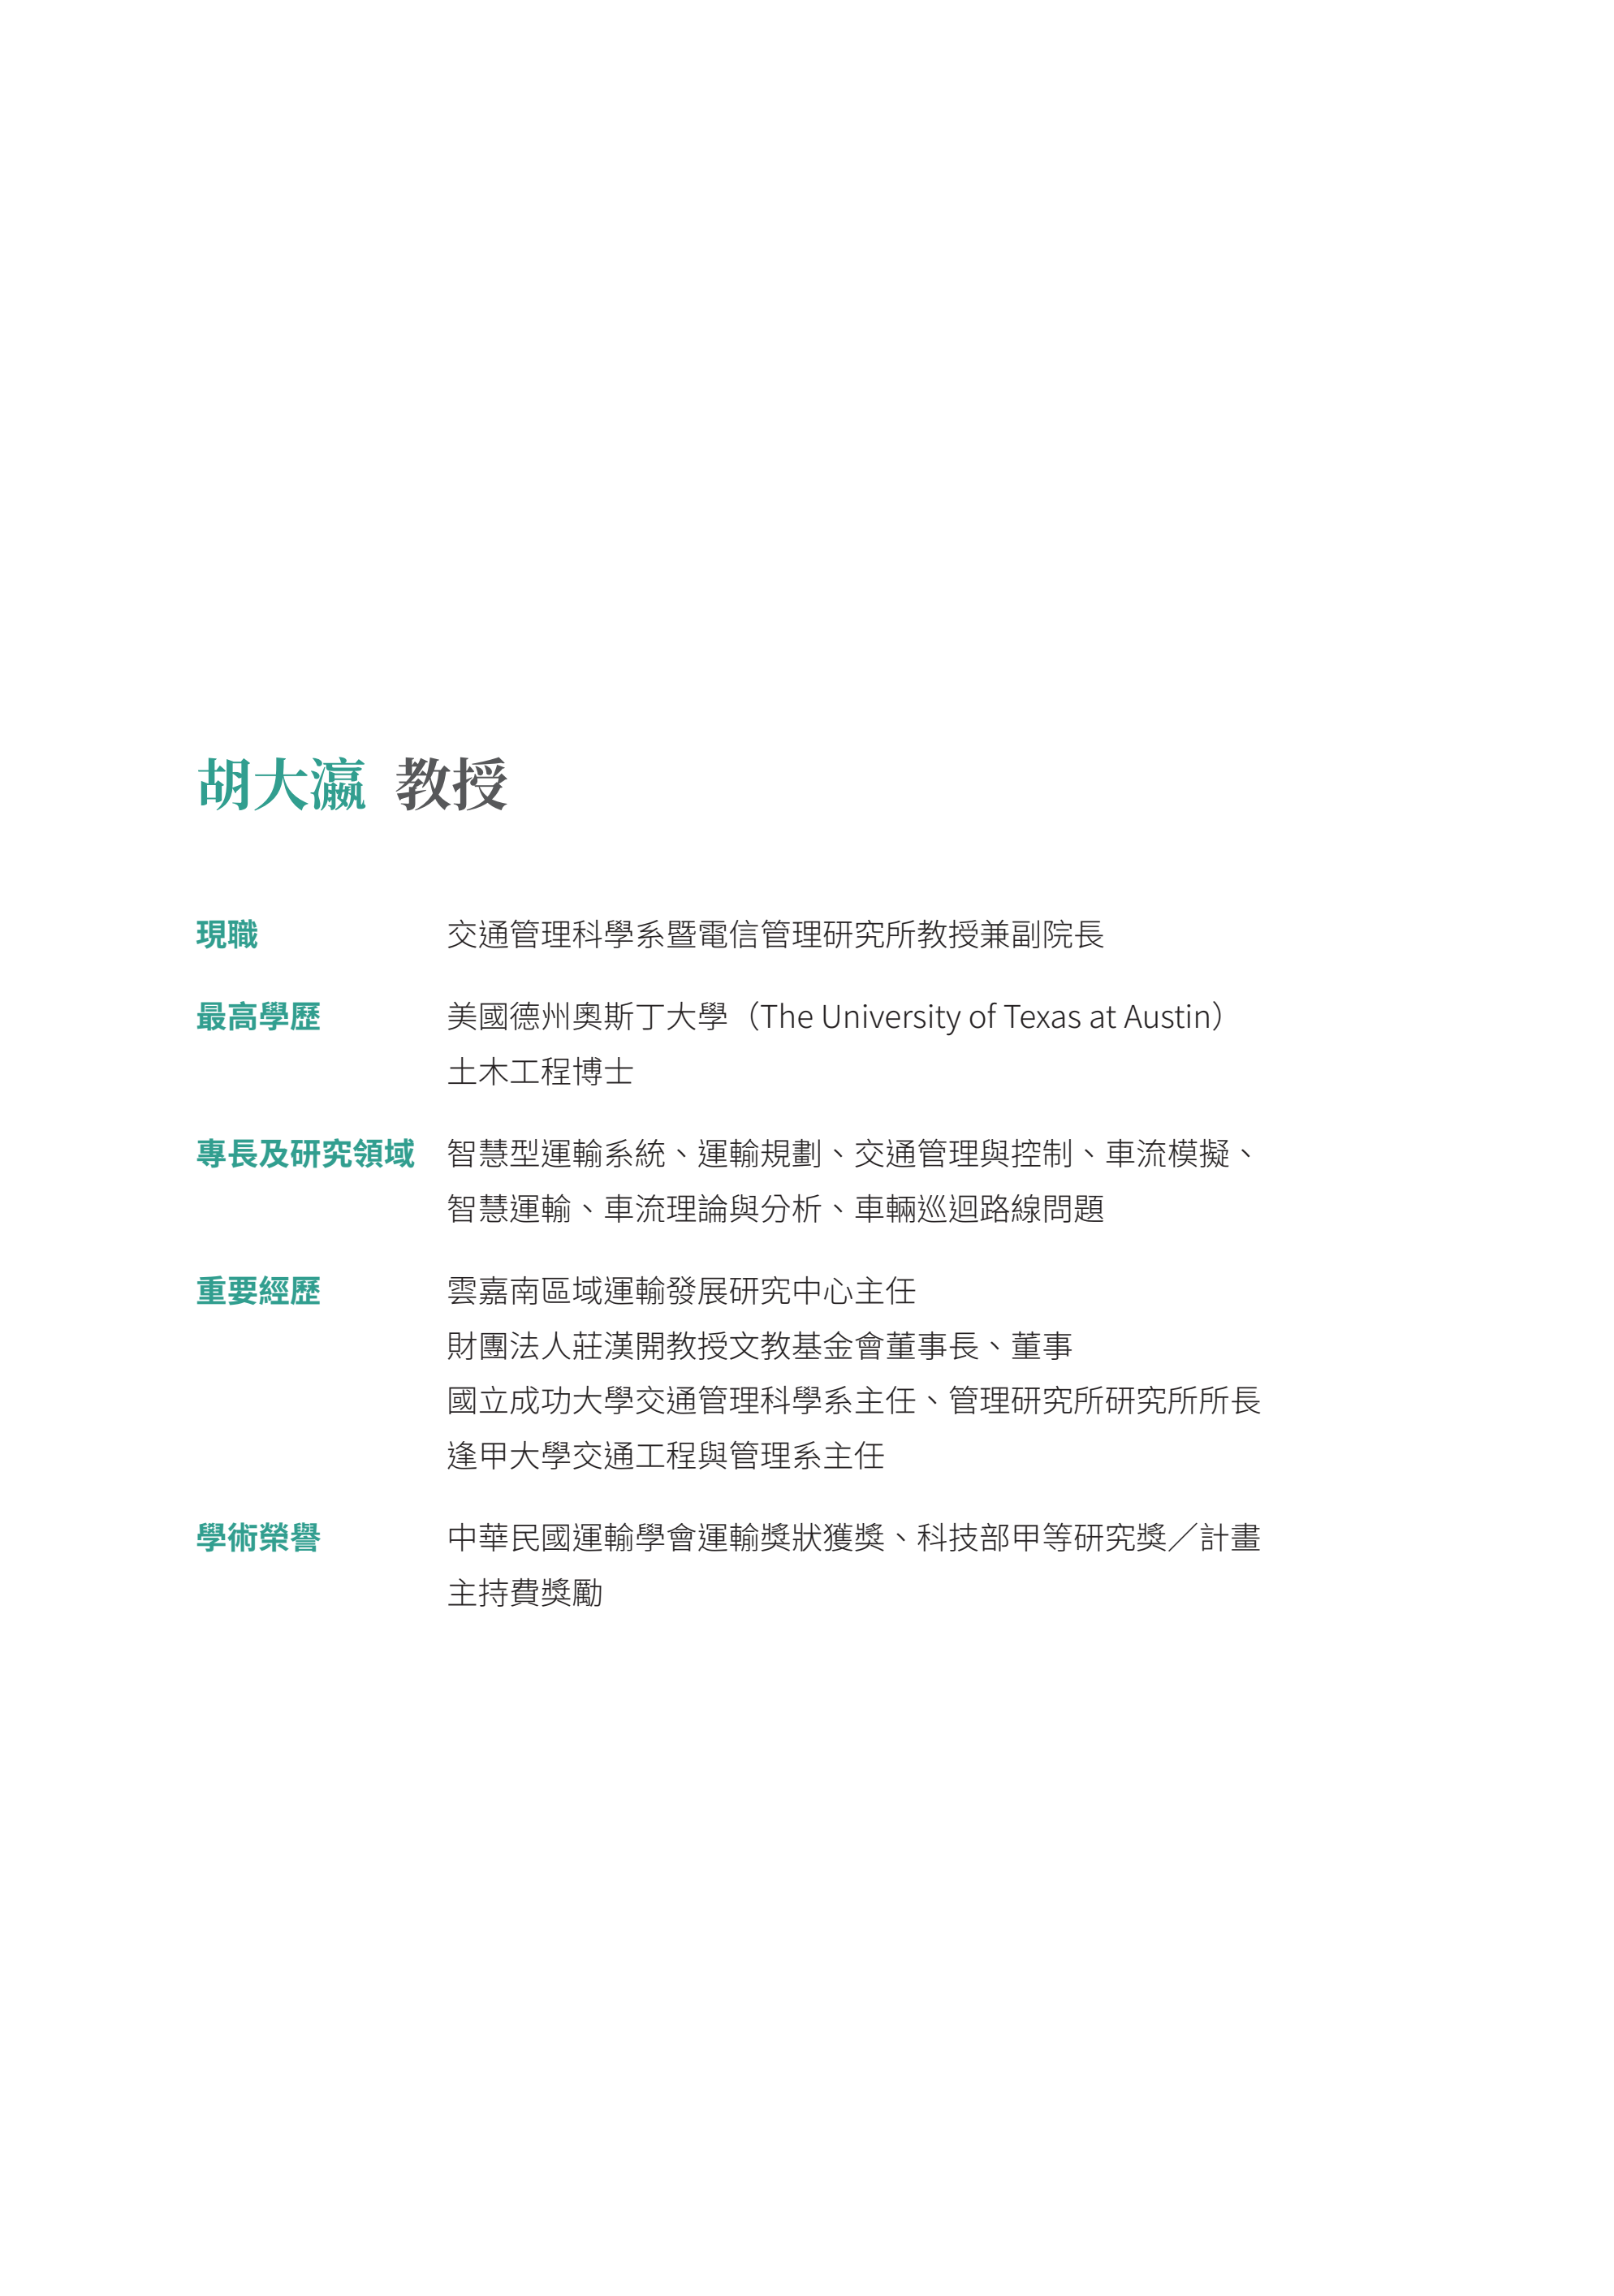 胡大瀛 教授
現職 交通管理科學系暨電信管理研究所教授兼副院長
最高學歷 美國德州奧斯丁大學（The University of Texas at Austin）
土木工程博士
專長及研究領域 智慧型運輸系統、運輸規劃、交通管理與控制、車流模擬、
智慧運輸、車流理論與分析、車輛巡迴路線問題
重要經歷 雲嘉南區域運輸發展研究中心主任
財團法人莊漢開教授文教基金會董事長、董事
國立成功大學交通管理科學系主任、管理研究所研究所所長
逢甲大學交通工程與管理系主任
學術榮譽 中華民國運輸學會運輸獎狀獲獎、科技部甲等研究獎／計畫
主持費獎勵